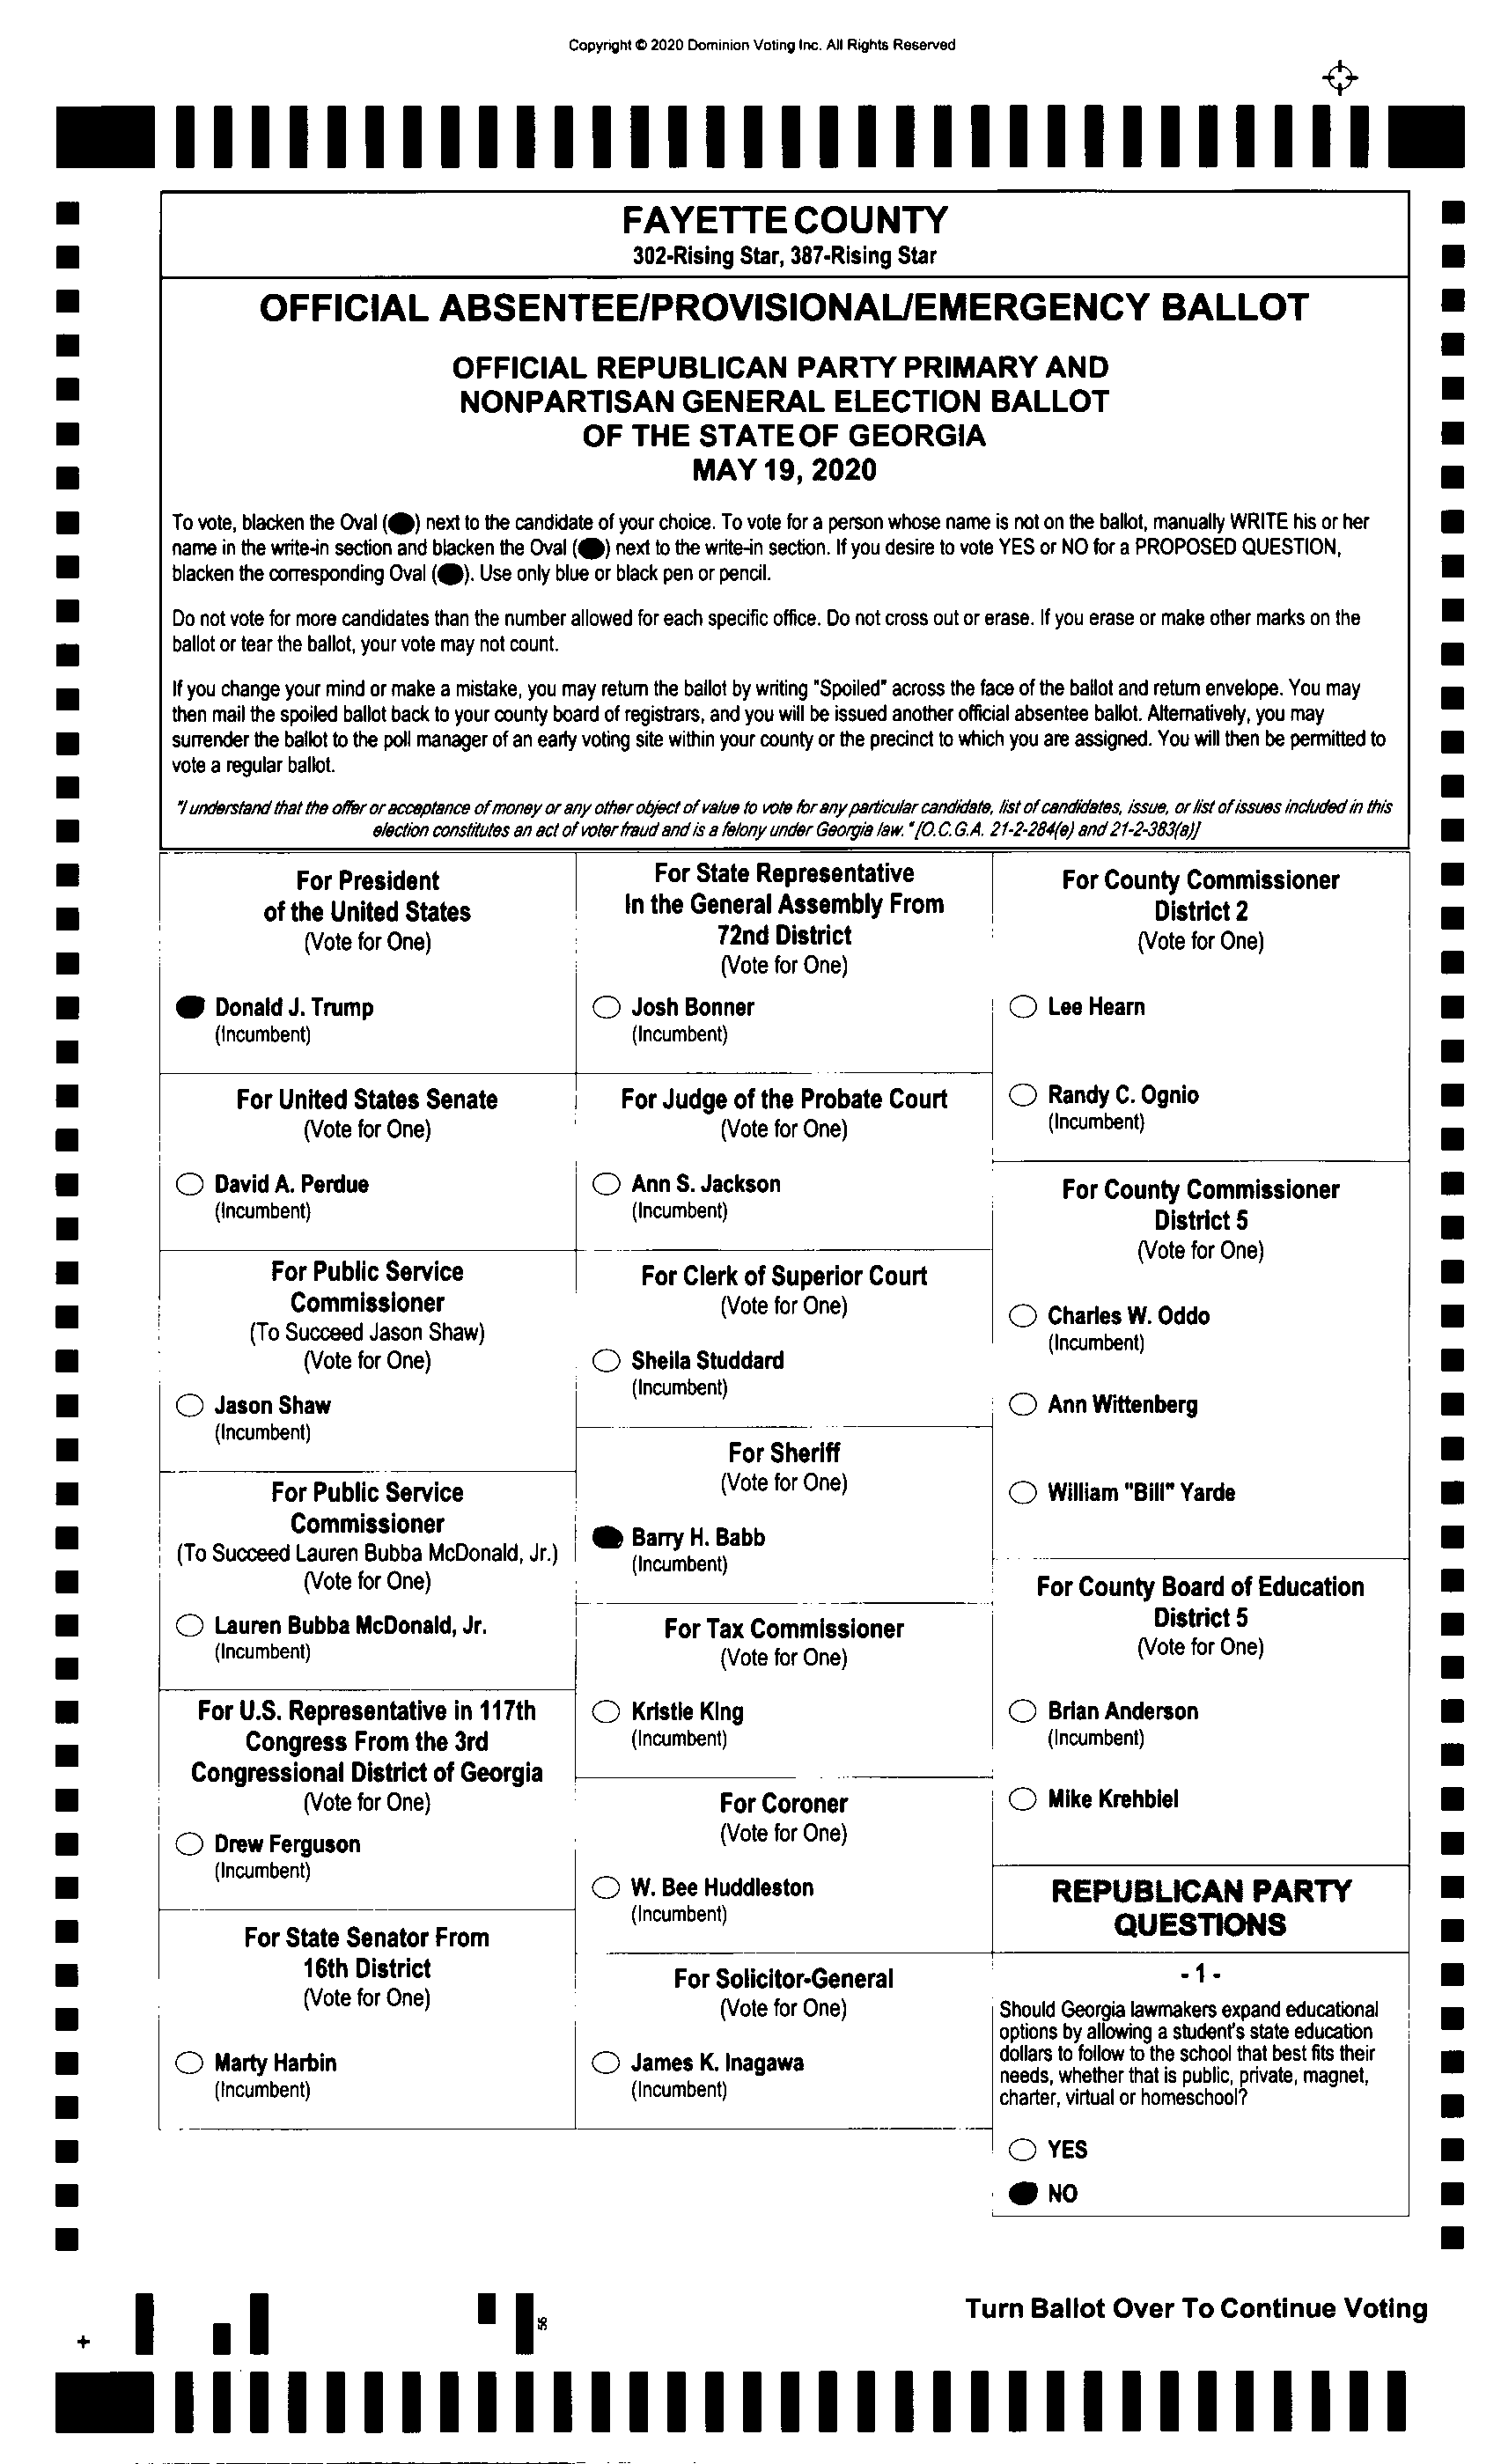 Copyright © 2020 Dominion Voting Inc. All Rights Reserved
FAYETTE COUNTY
302-Rising Star, 387-Rising Star
OFFICIAL ABSENTEE/PROVISIONAL/EMERGENCY BALLOT
OFFICIAL REPUBLICAN PARTY PRIMARY AND
NONPARTISAN GENERAL ELECTION BALLOT
OF THE STATE OF GEORGIA
MAY 19, 2020
To vote, blacken the Oval (●) next to the candidate of your choice. To vote for a person whose name is not on the ballot, manually WRITE his or her
name in the write-in section and blacken the Oval (●) next to the write-in section. If you desire to vote YES or NO for a PROPOSED QUESTION,
blacken the corresponding Oval (●). Use only blue or black pen or pencil.
Do not vote for more candidates than the number allowed for each specific office. Do not cross out or erase. If you erase or make other marks on the
ballot or tear the ballot, your vote may not count.
If you change your mind or make a mistake, you may return the ballot by writing "Spoiled" across the face of the ballot and return envelope. You may
then mail the spoiled ballot back to your county board of registrars, and you will be issued another official absentee ballot. Alternatively, you may
surrender the ballot to the poll manager of an early voting site within your county or the precinct to which you are assigned. You will then be permitted to
vote a regular ballot.
"I understand that the offer or acceptance of money or any other object of value to vote for any particular candidate, list of candidates, issue, or list of issues included in this
election constitutes an act of voter fraud and is a felony under Georgia law." [O.C.G.A. 21-2-284(e) and 21-2-383(a)]
For President
of the United States
(Vote for One)
Donald J. Trump
(Incumbent)
For United States Senate
(Vote for One)
David A. Perdue
(Incumbent)
For Public Service
Commissioner
(To Succeed Jason Shaw)
(Vote for One)
Jason Shaw
(Incumbent)
For Public Service
Commissioner
(To Succeed Lauren Bubba McDonald, Jr.)
(Vote for One)
Lauren Bubba McDonald, Jr.
(Incumbent)
For U.S. Representative in 117th
Congress From the 3rd
Congressional District of Georgia
(Vote for One)
Drew Ferguson
(Incumbent)
For State Senator From
16th District
(Vote for One)
Marty Harbin
(Incumbent)
For State Representative
In the General Assembly From
72nd District
(Vote for One)
Josh Bonner
(Incumbent)
For Judge of the Probate Court
(Vote for One)
Ann S. Jackson
(Incumbent)
For Clerk of Superior Court
(Vote for One)
Sheila Studdard
(Incumbent)
For Sheriff
(Vote for One)
Barry H. Babb
(Incumbent)
For Tax Commissioner
(Vote for One)
Kristie King
(Incumbent)
For Coroner
(Vote for One)
W. Bee Huddleston
(Incumbent)
For Solicitor-General
(Vote for One)
James K. Inagawa
(Incumbent)
For County Commissioner
District 2
(Vote for One)
Lee Hearn
Randy C. Ognio
(Incumbent)
For County Commissioner
District 5
(Vote for One)
Charles W. Oddo
(Incumbent)
Ann Wittenberg
William "Bill" Yarde
For County Board of Education
District 5
(Vote for One)
Brian Anderson
(Incumbent)
Mike Krehbiel
REPUBLICAN PARTY
QUESTIONS
- 1 -
Should Georgia lawmakers expand educational
options by allowing a student's state education
dollars to follow to the school that best fits their
needs, whether that is public, private, magnet,
charter, virtual or homeschool?
YES
NO
Turn Ballot Over To Continue Voting
56